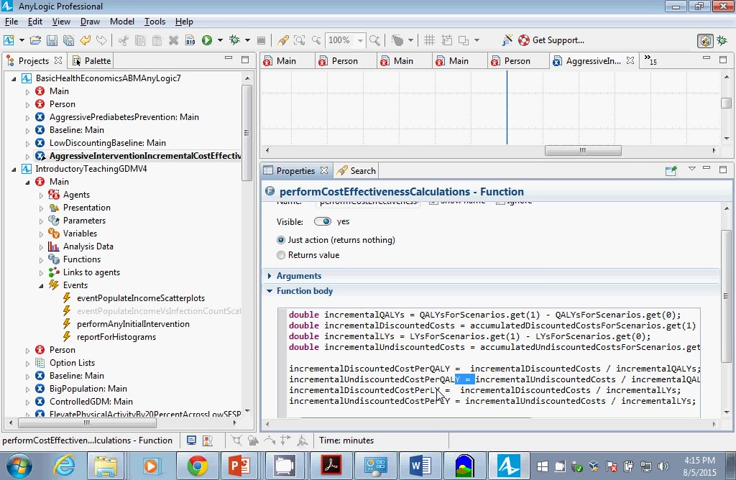 AnyLogic Professional
File Edit View Draw Model Tools Help
100% Get Support...
Projects Palette
Main Person Main Main Person AggressiveIn... »15
BasicHealthEconomicsABMAnyLogic7
Main
Person
AggressivePrediabetesPrevention: Main
Baseline: Main
LowDiscountingBaseline: Main
AggressiveInterventionIncrementalCostEffectiv
IntroductoryTeachingGDMV4
Main
Agents
Presentation
Parameters
Variables
Analysis Data
Functions
Links to agents
Events
eventPopulateIncomeScatterplots
eventPopulateIncomeVsInfectionCountScat
performAnyInitialIntervention
reportForHistograms
Person
Option Lists
Baseline: Main
BigPopulation: Main
ControlledGDM: Main
ElevatePhysicalActivityBy20PercentAcrossLowSESP
Properties Search
performCostEffectivenessCalculations - Function
Visible: yes
Just action (returns nothing)
Returns value
Arguments
Function body
double incrementalQALYs = QALYsForScenarios.get(1) - QALYsForScenarios.get(0);
double incrementalDiscountedCosts = accumulatedDiscountedCostsForScenarios.get(1)
double incrementalLYs = LYsForScenarios.get(1) - LYsForScenarios.get(0);
double incrementalUndiscountedCosts = accumulatedUndiscountedCostsForScenarios.get
incrementalDiscountedCostPerQALY = incrementalDiscountedCosts / incrementalQALYs;
incrementalUndiscountedCostPerQALY = incrementalUndiscountedCosts / incrementalQAL
incrementalDiscountedCostPerLY = incrementalDiscountedCosts / incrementalLYs;
incrementalUndiscountedCostPerLY = incrementalUndiscountedCosts / incrementalLYs;
performCostEffectiven...lculations - Function Time: minutes
4:15 PM
8/5/2015